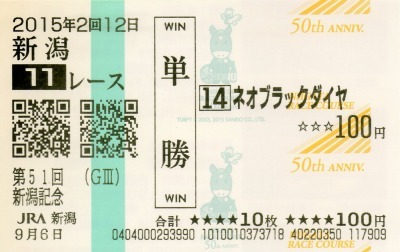 2015年2回12日
新潟
11レース
第51回 (GⅢ)
新潟記念
JRA 新潟
9月6日
WIN
単勝
WIN
14 ネオブラックダイヤ
☆☆☆100円
合計 ★★★★10枚 ★★★★100円
0404000293990 1010010373718 40220350 117909
50th ANNIV.
RACE COURSE
50th ANNIV.
RACE COURSE